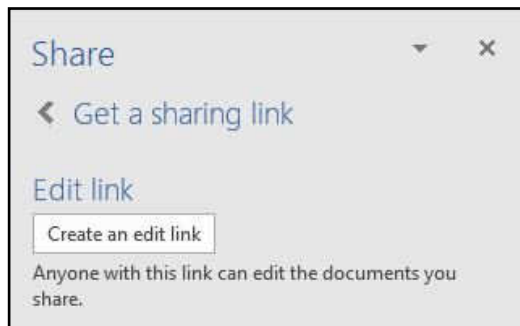 Share
Get a sharing link
Edit link
Create an edit link
Anyone with this link can edit the documents you
share.